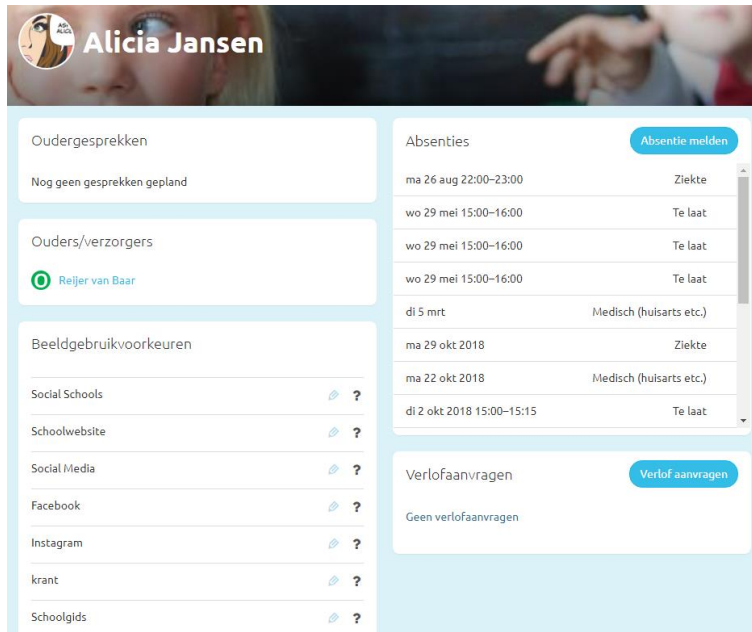 ASK
ALICE
Alicia Jansen
Oudergesprekken
Nog geen gesprekken gepland
Ouders/verzorgers
Reijer van Baar
Beeldgebruikvoorkeuren
Social Schools ?
Schoolwebsite ?
Social Media ?
Facebook ?
Instagram ?
krant ?
Schoolgids ?
Absenties Absentie melden
ma 26 aug 22:00–23:00 Ziekte
wo 29 mei 15:00–16:00 Te laat
wo 29 mei 15:00–16:00 Te laat
wo 29 mei 15:00–16:00 Te laat
di 5 mrt Medisch (huisarts etc.)
ma 29 okt 2018 Ziekte
ma 22 okt 2018 Medisch (huisarts etc.)
di 2 okt 2018 15:00–15:15 Te laat
Verlofaanvragen Verlof aanvragen
Geen verlofaanvragen